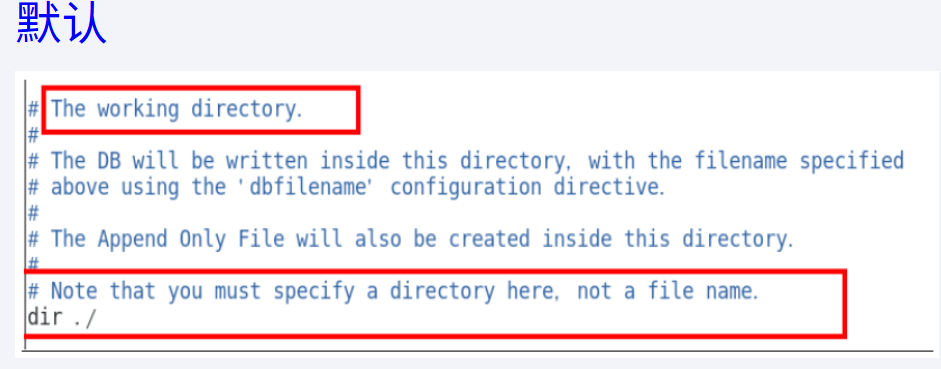 默认
# The working directory.
#
# The DB will be written inside this directory, with the filename specified
# above using the 'dbfilename' configuration directive.
#
# The Append Only File will also be created inside this directory.
#
# Note that you must specify a directory here, not a file name.
dir ./